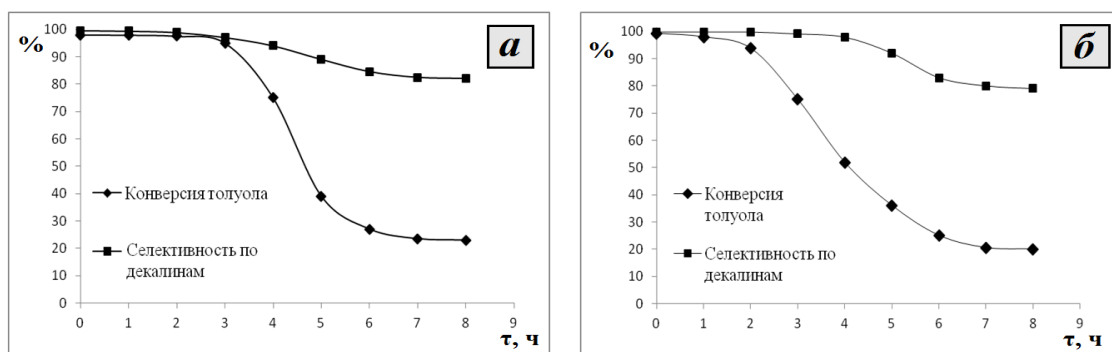 %
а
100
90
80
70
60
50
40
30
20
10
0
Конверсия толуола
Селективность по
декалинам
0 1 2 3 4 5 6 7 8 9
τ, ч
%
б
100
90
80
70
60
50
40
30
20
10
0
Конверсия
толуола
Селективность по
декалинам
0 1 2 3 4 5 6 7 8 9
τ, ч